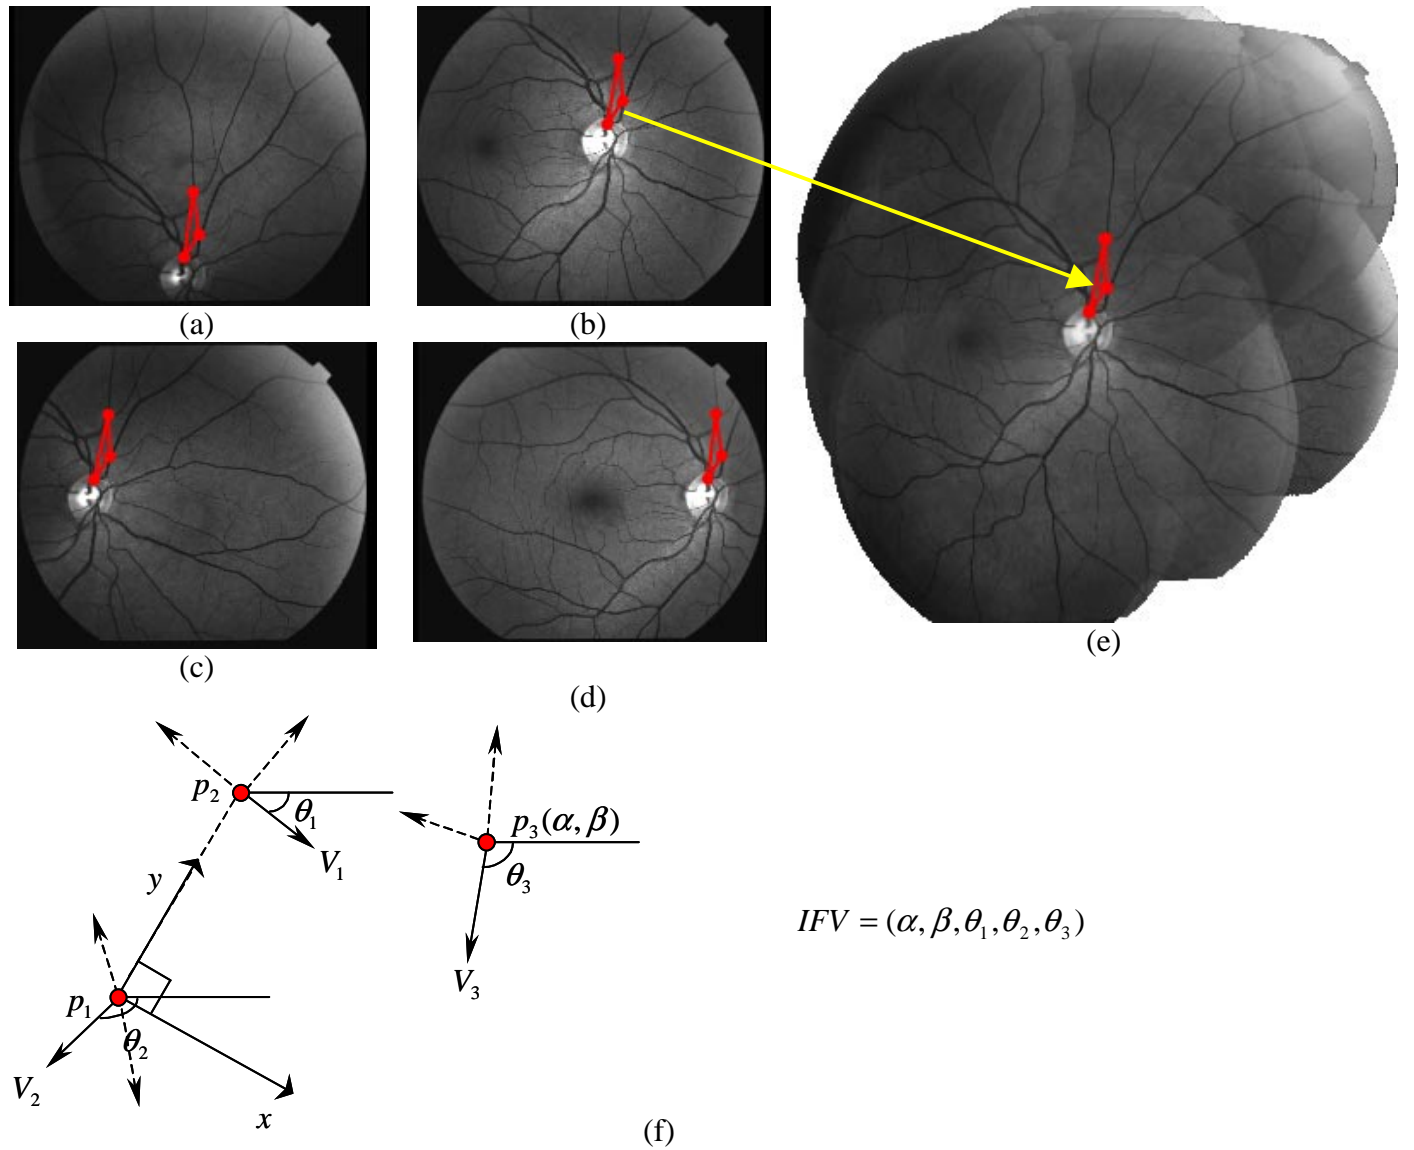 (a)
(b)
(c)
(d)
(e)
p₂
θ₁
V₁
p₃(α, β)
θ₃
V₃
y
p₁
θ₂
V₂
x
IFV = (α, β, θ₁, θ₂, θ₃)
(f)